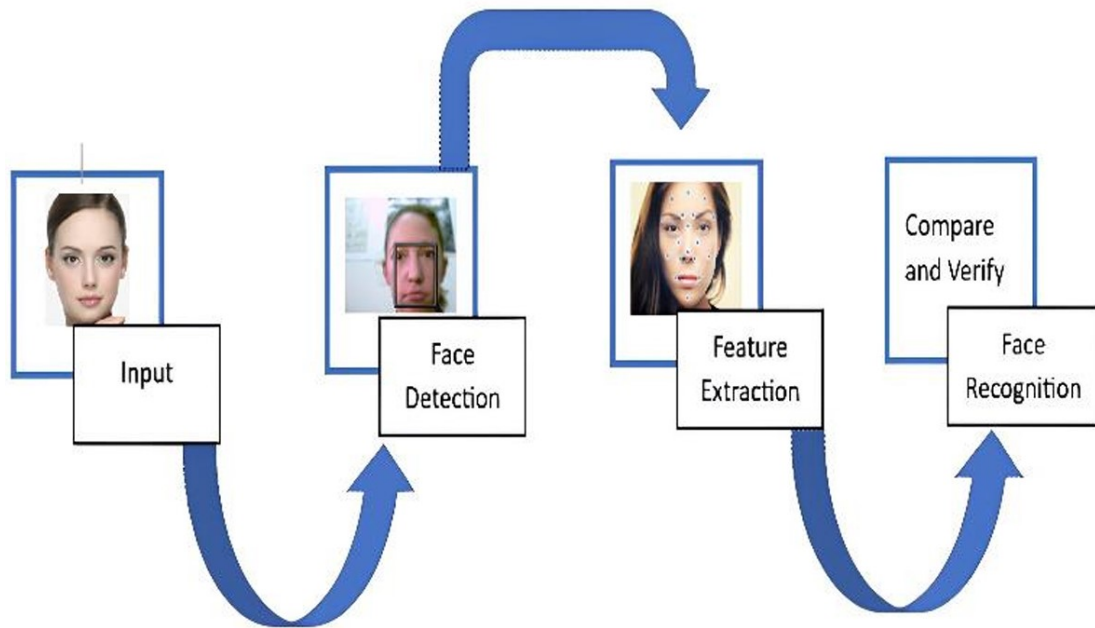 Input
Face
Detection
Feature
Extraction
Compare
and Verify
Face
Recognition